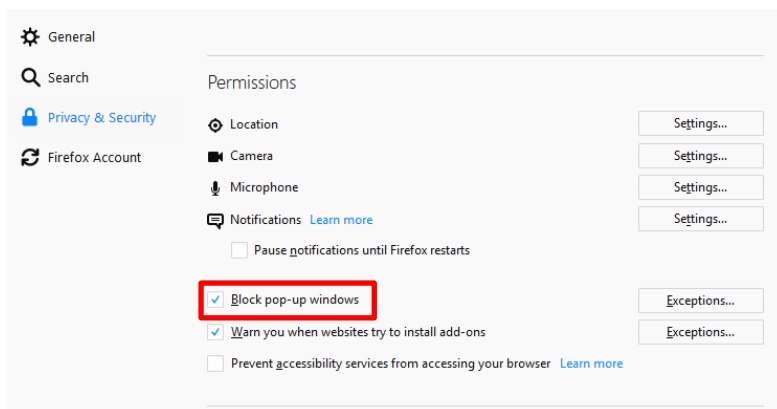 General
Search
Privacy & Security
Firefox Account
Permissions
Location Settings...
Camera Settings...
Microphone Settings...
Notifications Learn more Settings...
Pause notifications until Firefox restarts
Block pop-up windows Exceptions...
Warn you when websites try to install add-ons Exceptions...
Prevent accessibility services from accessing your browser Learn more